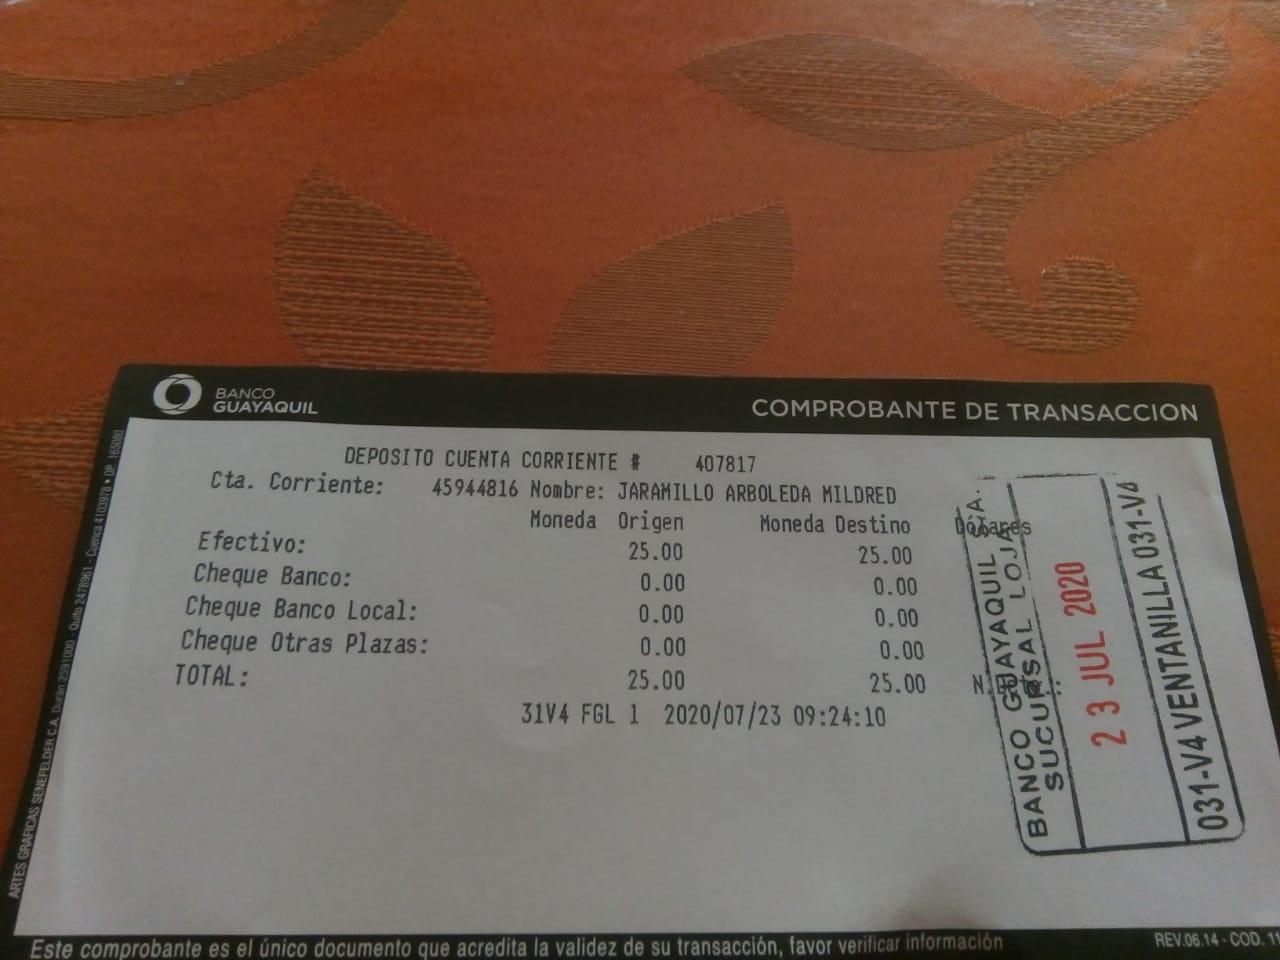 BANCO
GUAYAQUIL
COMPROBANTE DE TRANSACCION
DEPOSITO CUENTA CORRIENTE # 407817
Cta. Corriente: 45944816 Nombre: JARAMILLO ARBOLEDA MILDRED
Moneda Origen Moneda Destino Dólares
Efectivo: 25.00 25.00
Cheque Banco: 0.00 0.00
Cheque Banco Local: 0.00 0.00
Cheque Otras Plazas: 0.00 0.00
TOTAL: 25.00 25.00
31V4 FGL 1 2020/07/23 09:24:10
BANCO GUAYAQUIL S.A.
SUCURSAL LOJA
23 JUL 2020
031-V4 VENTANILLA 031-V4
ARTES GRAFICAS SENEFELDER C.A. Durán 2591000 - Quito 2478961 - Cuenca 4103978 • OP.
Este comprobante es el único documento que acredita la validez de su transacción, favor verificar información
REV.06.14 - COD. 11